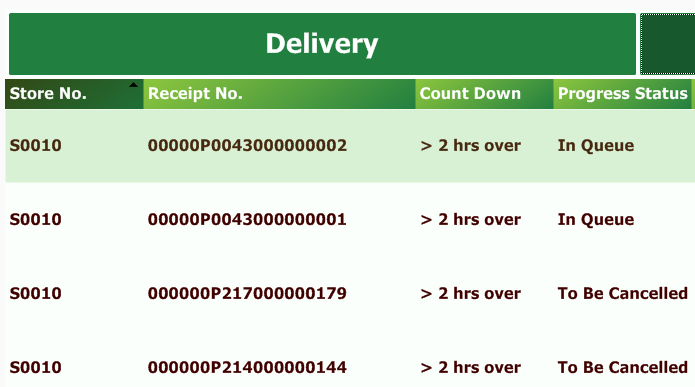 Delivery
Store No. Receipt No. Count Down Progress Status
S0010 00000P0043000000002 > 2 hrs over In Queue
S0010 00000P0043000000001 > 2 hrs over In Queue
S0010 000000P217000000179 > 2 hrs over To Be Cancelled
S0010 000000P214000000144 > 2 hrs over To Be Cancelled